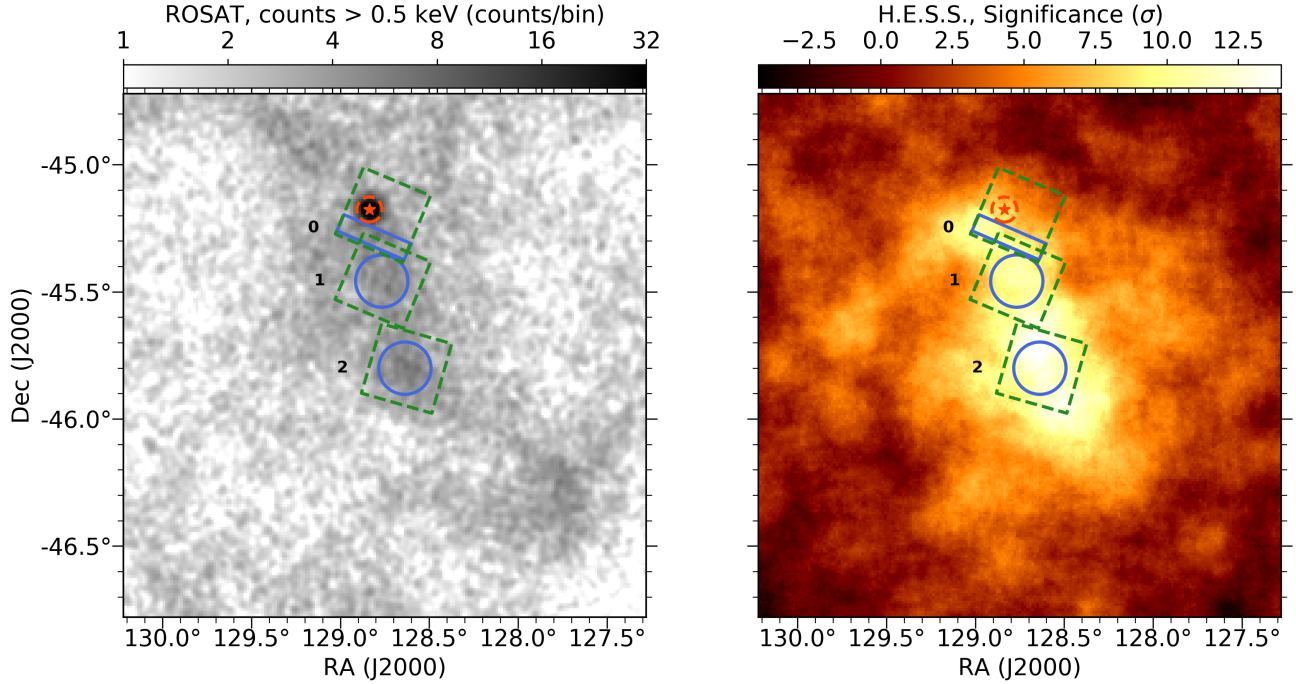 ROSAT, counts > 0.5 keV (counts/bin)
1 2 4 8 16 32
-45.0°
-45.5°
-46.0°
-46.5°
Dec (J2000)
0
1
2
130.0° 129.5° 129.0° 128.5° 128.0° 127.5°
RA (J2000)
H.E.S.S., Significance (σ)
−2.5 0.0 2.5 5.0 7.5 10.0 12.5
0
1
2
130.0° 129.5° 129.0° 128.5° 128.0° 127.5°
RA (J2000)